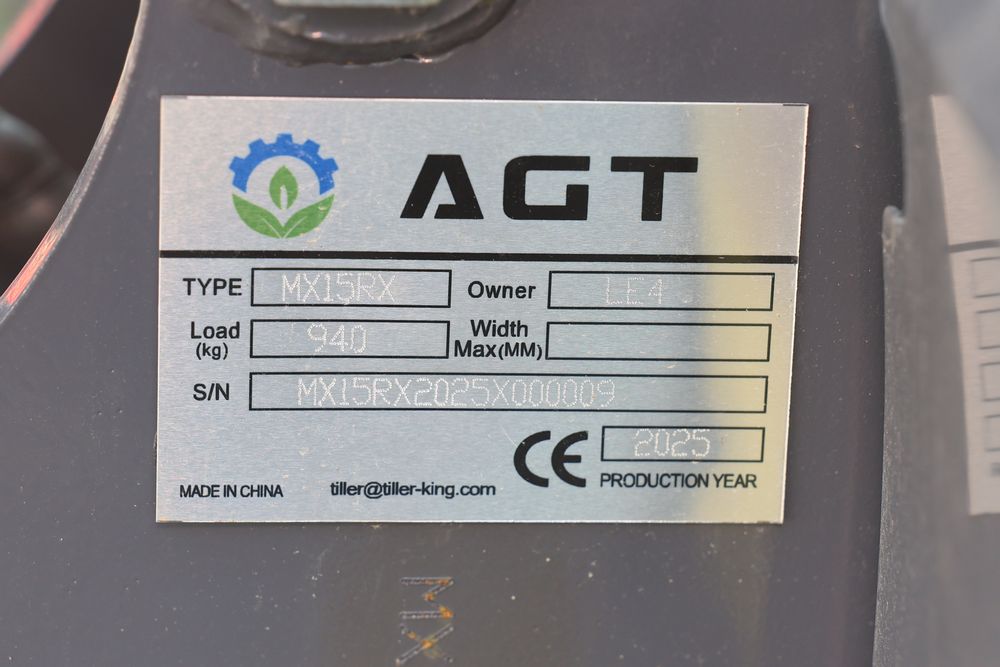 AGT
TYPE MX15RX Owner
Load (kg) 940 Width Max(MM)
S/N MX15RX2025X000009
CE 2025
MADE IN CHINA tiller@tiller-king.com PRODUCTION YEAR
MX